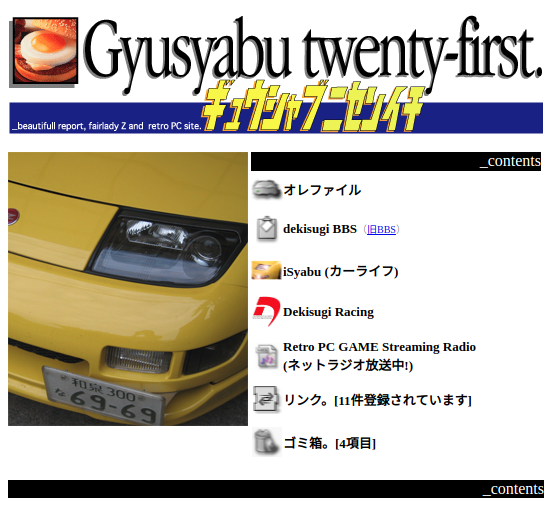 Gyusyabu twenty-first.
ギュウシャブニセンイチ
_beautifull report, fairlady Z and retro PC site.
_contents
オレファイル
dekisugi BBS（旧BBS）
iSyabu (カーライフ)
Dekisugi Racing
Retro PC GAME Streaming Radio
(ネットラジオ放送中!)
リンク。[11件登録されています]
ゴミ箱。[4項目]
和泉 300
な 69-69
_contents